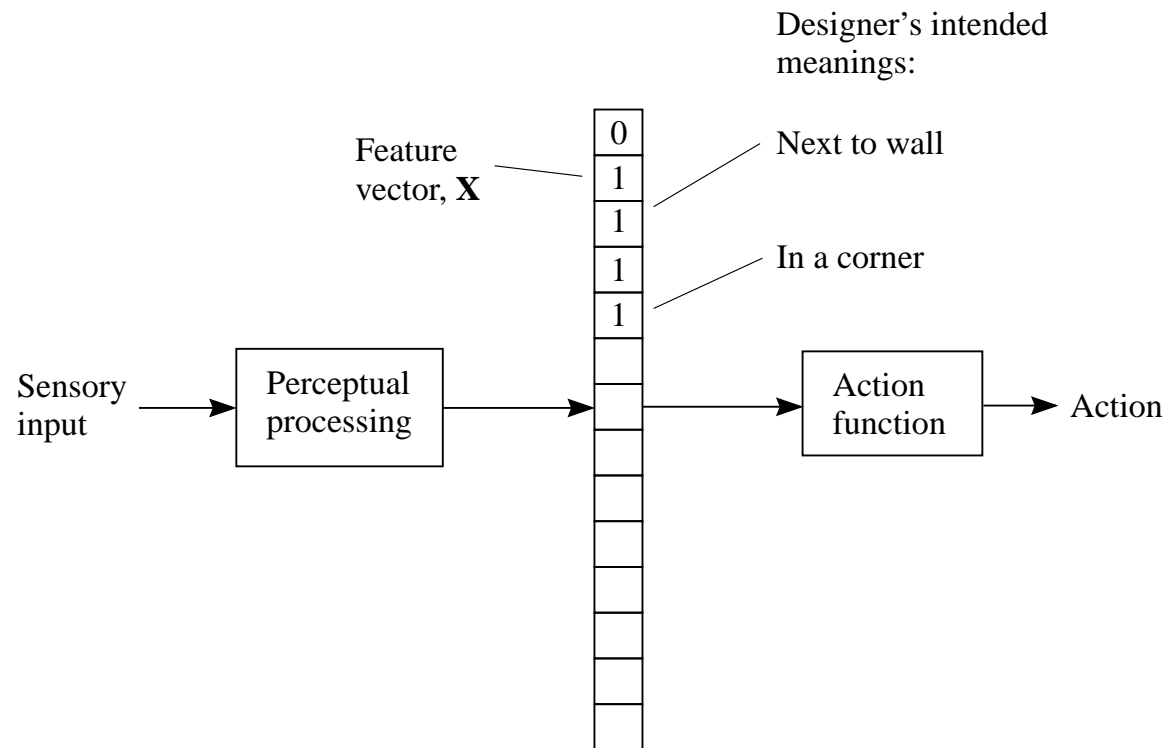 Designer’s intended
meanings:
0
Next to wall
Feature
vector, X
1
1
1
In a corner
1
Sensory
input
Perceptual
processing
Action
function
Action